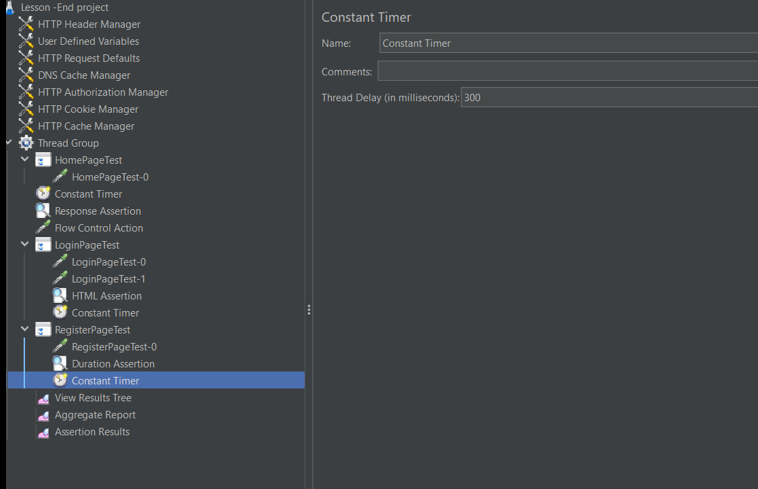 Lesson -End project
HTTP Header Manager
User Defined Variables
HTTP Request Defaults
DNS Cache Manager
HTTP Authorization Manager
HTTP Cookie Manager
HTTP Cache Manager
Thread Group
HomePageTest
HomePageTest-0
Constant Timer
Response Assertion
Flow Control Action
LoginPageTest
LoginPageTest-0
LoginPageTest-1
HTML Assertion
Constant Timer
RegisterPageTest
RegisterPageTest-0
Duration Assertion
Constant Timer
View Results Tree
Aggregate Report
Assertion Results
Constant Timer
Name: Constant Timer
Comments:
Thread Delay (in milliseconds): 300